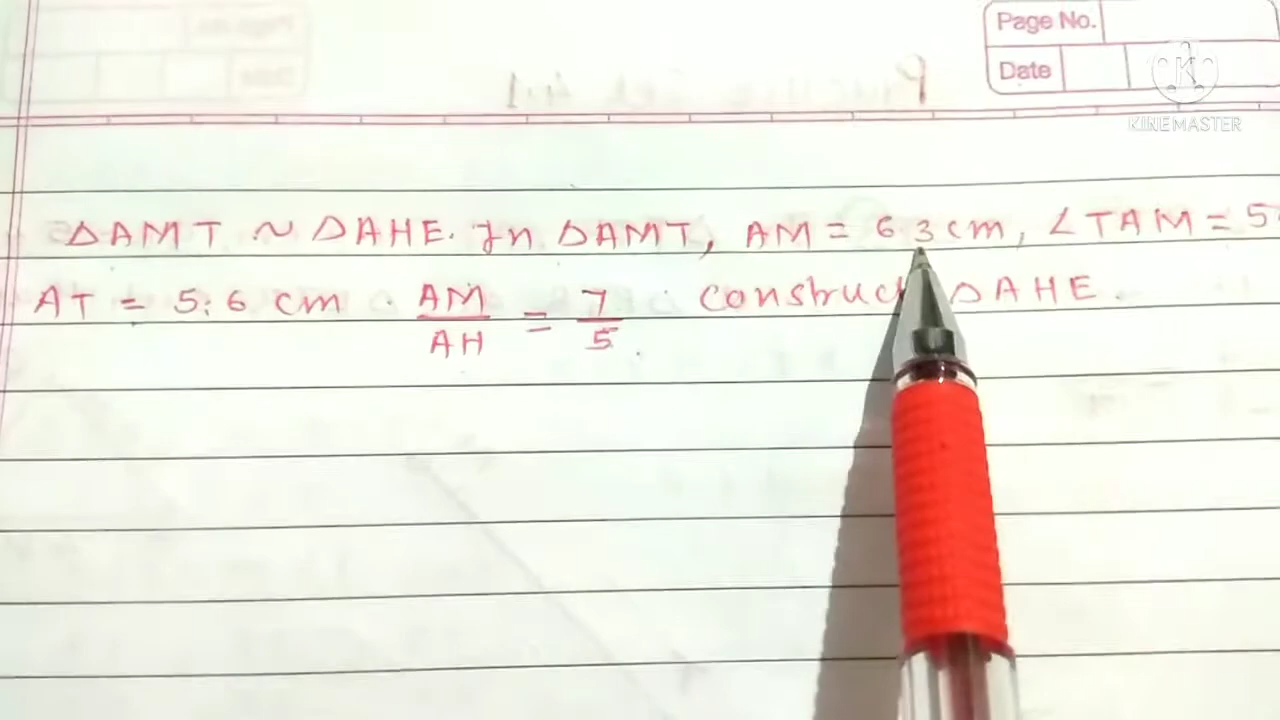 Page No.
Date
KINEMASTER
ΔAMT ~ ΔAHE. In ΔAMT, AM = 6.3 cm, ∠TAM = 5
AT = 5.6 cm. AM/AH = 7/5. construct ΔAHE.